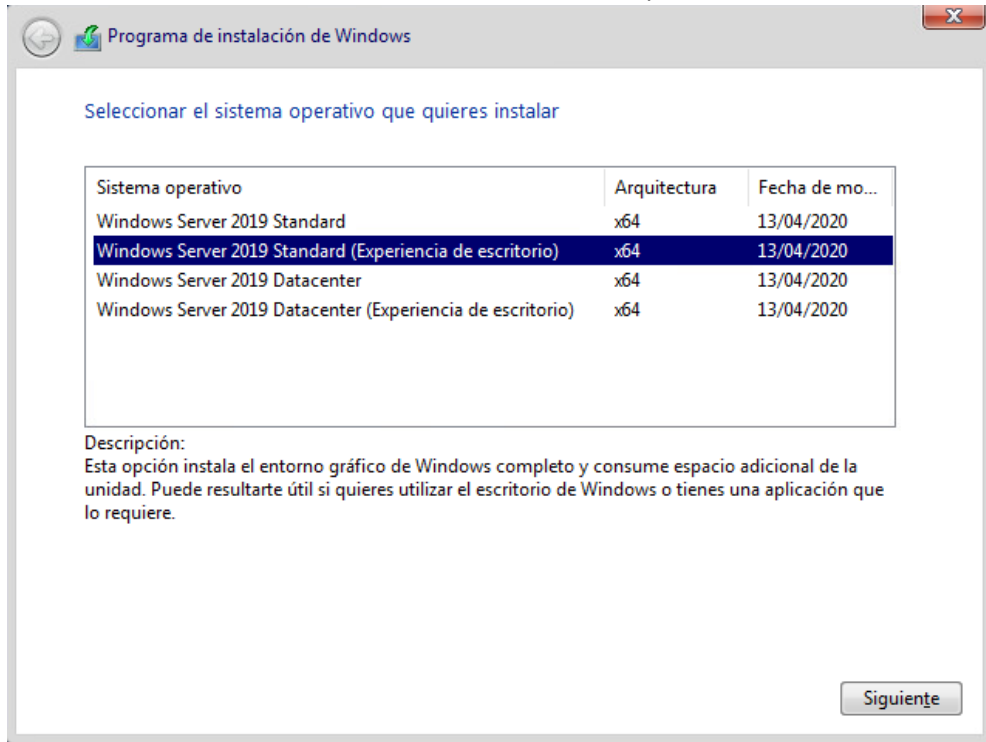 Programa de instalación de Windows
Seleccionar el sistema operativo que quieres instalar
Sistema operativo Arquitectura Fecha de mo...
Windows Server 2019 Standard x64 13/04/2020
Windows Server 2019 Standard (Experiencia de escritorio) x64 13/04/2020
Windows Server 2019 Datacenter x64 13/04/2020
Windows Server 2019 Datacenter (Experiencia de escritorio) x64 13/04/2020
Descripción:
Esta opción instala el entorno gráfico de Windows completo y consume espacio adicional de la
unidad. Puede resultarte útil si quieres utilizar el escritorio de Windows o tienes una aplicación que
lo requiere.
Siguiente